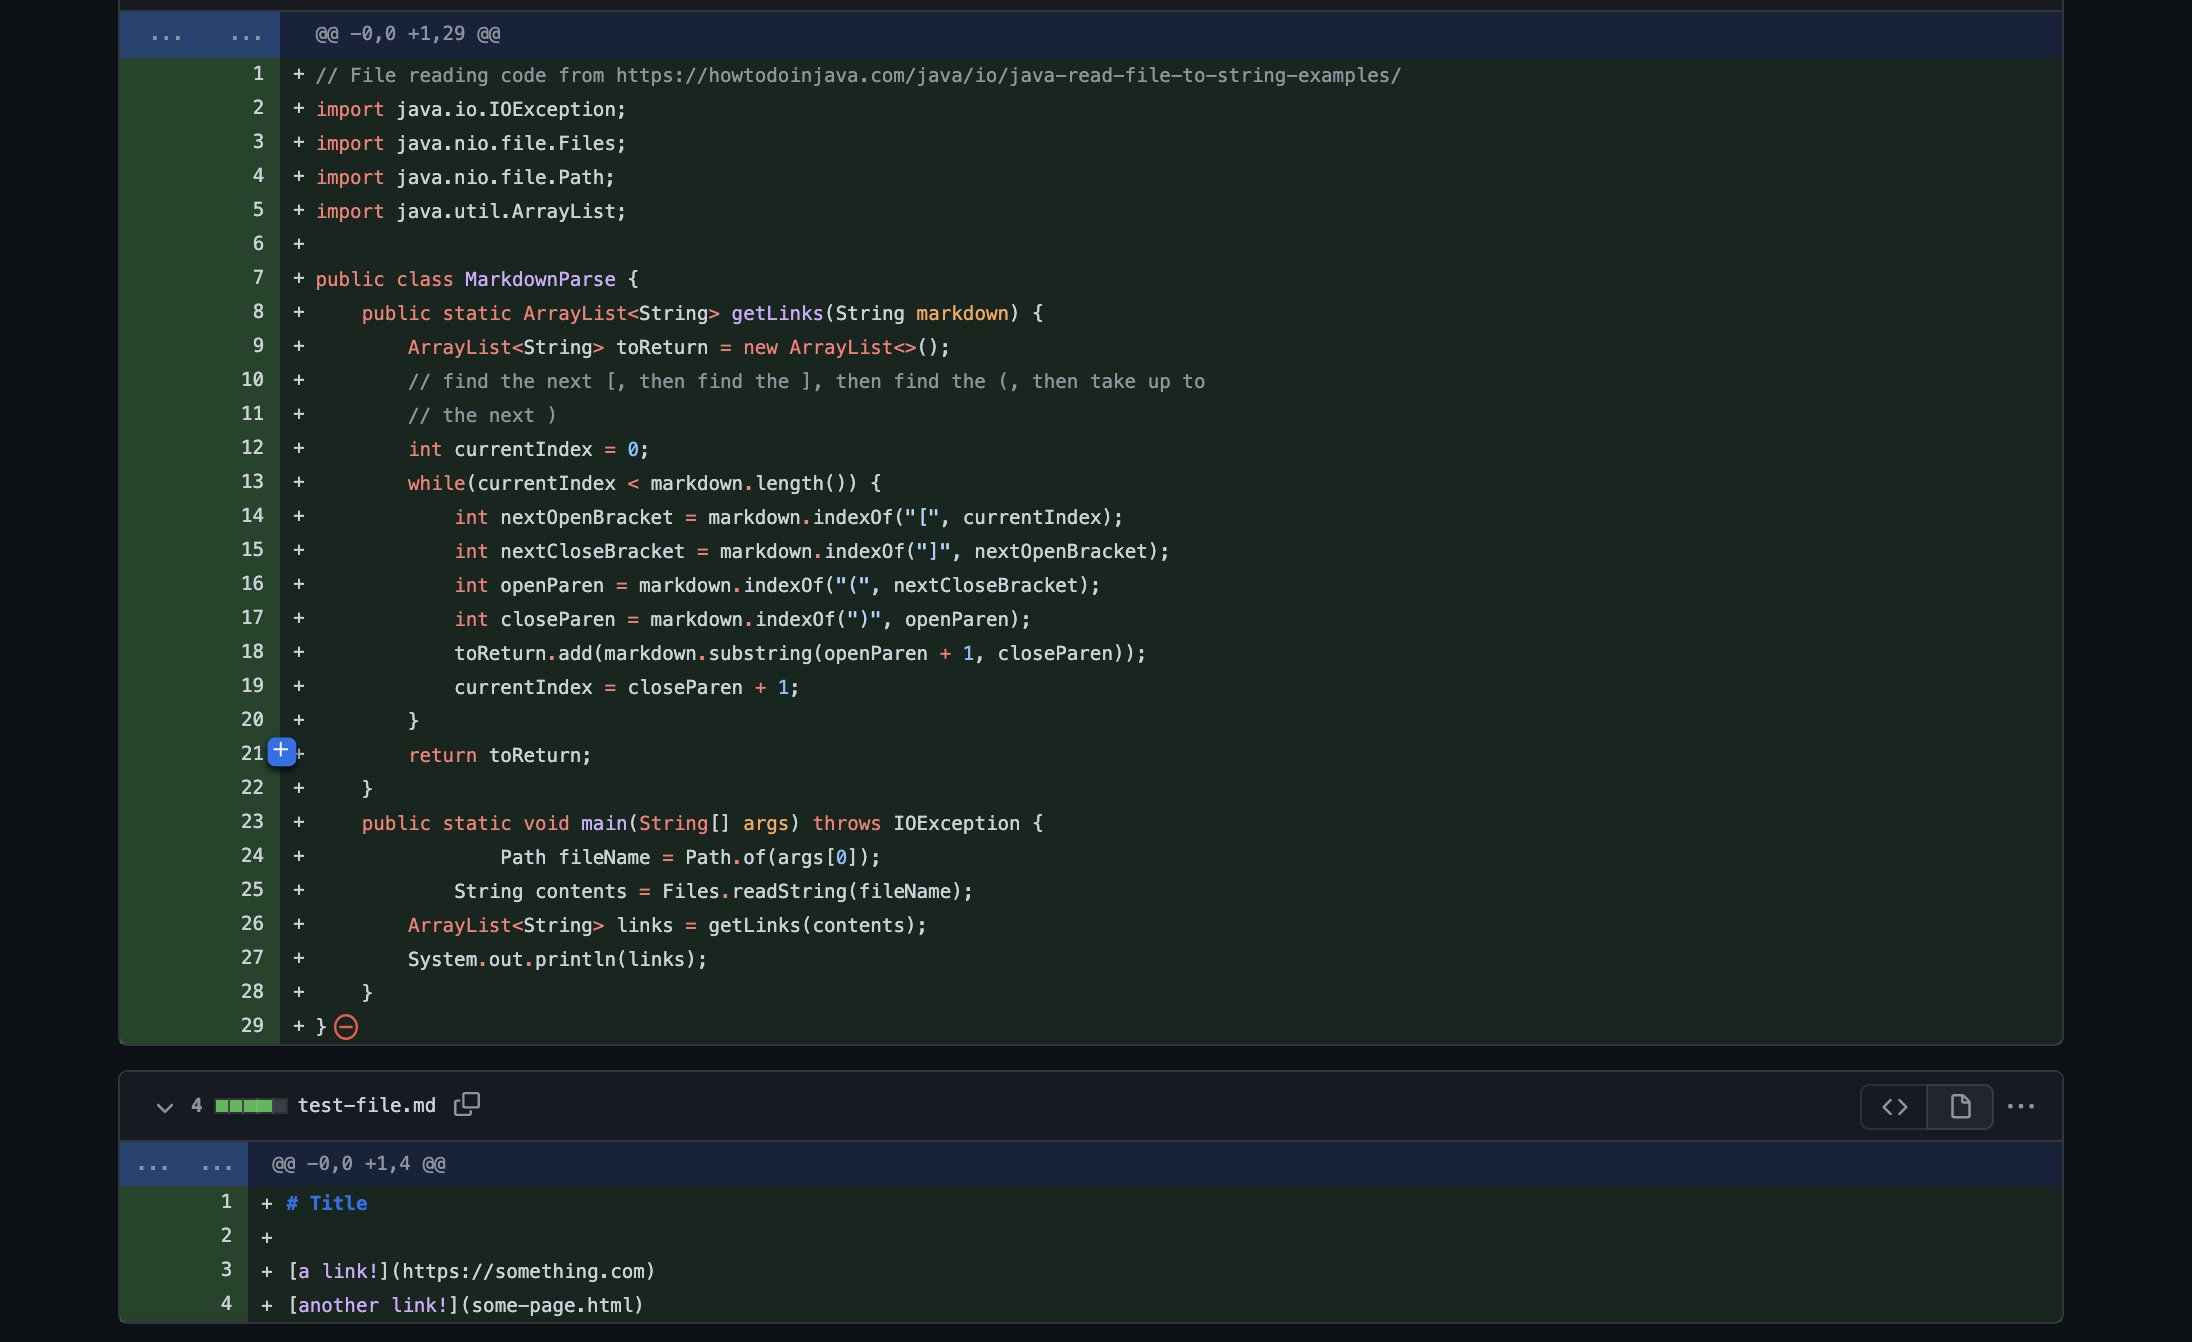 ... ... @@ -0,0 +1,29 @@
1 + // File reading code from https://howtodoinjava.com/java/io/java-read-file-to-string-examples/
2 + import java.io.IOException;
3 + import java.nio.file.Files;
4 + import java.nio.file.Path;
5 + import java.util.ArrayList;
6 +
7 + public class MarkdownParse {
8 +     public static ArrayList<String> getLinks(String markdown) {
9 +         ArrayList<String> toReturn = new ArrayList<>();
10 +         // find the next [, then find the ], then find the (, then take up to
11 +         // the next )
12 +         int currentIndex = 0;
13 +         while(currentIndex < markdown.length()) {
14 +             int nextOpenBracket = markdown.indexOf("[", currentIndex);
15 +             int nextCloseBracket = markdown.indexOf("]", nextOpenBracket);
16 +             int openParen = markdown.indexOf("(", nextCloseBracket);
17 +             int closeParen = markdown.indexOf(")", openParen);
18 +             toReturn.add(markdown.substring(openParen + 1, closeParen));
19 +             currentIndex = closeParen + 1;
20 +         }
21 +         return toReturn;
22 +     }
23 +     public static void main(String[] args) throws IOException {
24 +                 Path fileName = Path.of(args[0]);
25 +             String contents = Files.readString(fileName);
26 +         ArrayList<String> links = getLinks(contents);
27 +         System.out.println(links);
28 +     }
29 + }
4 test-file.md
... ... @@ -0,0 +1,4 @@
1 + # Title
2 +
3 + [a link!](https://something.com)
4 + [another link!](some-page.html)